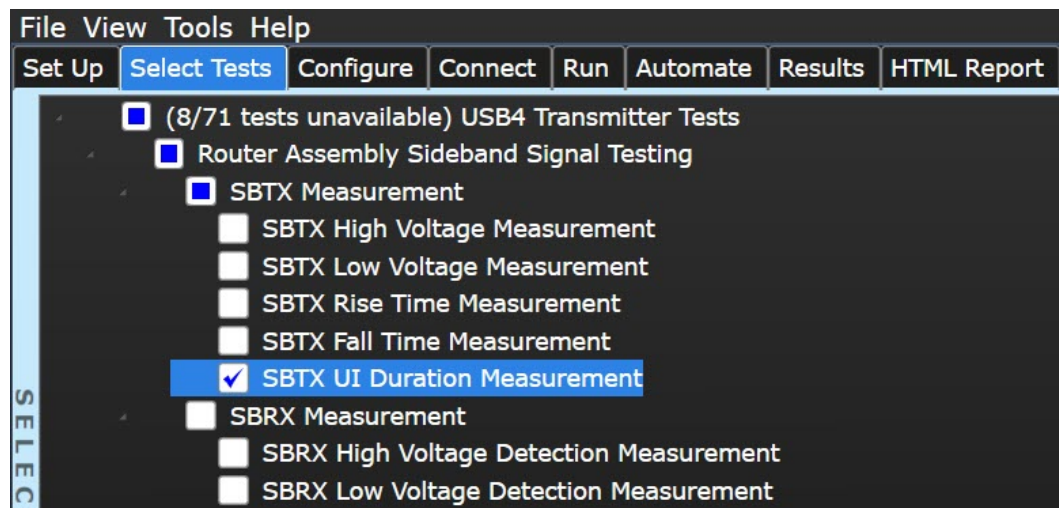 File View Tools Help
Set Up Select Tests Configure Connect Run Automate Results HTML Report
(8/71 tests unavailable) USB4 Transmitter Tests
Router Assembly Sideband Signal Testing
SBTX Measurement
SBTX High Voltage Measurement
SBTX Low Voltage Measurement
SBTX Rise Time Measurement
SBTX Fall Time Measurement
SBTX UI Duration Measurement
SBRX Measurement
SBRX High Voltage Detection Measurement
SBRX Low Voltage Detection Measurement
SELEC